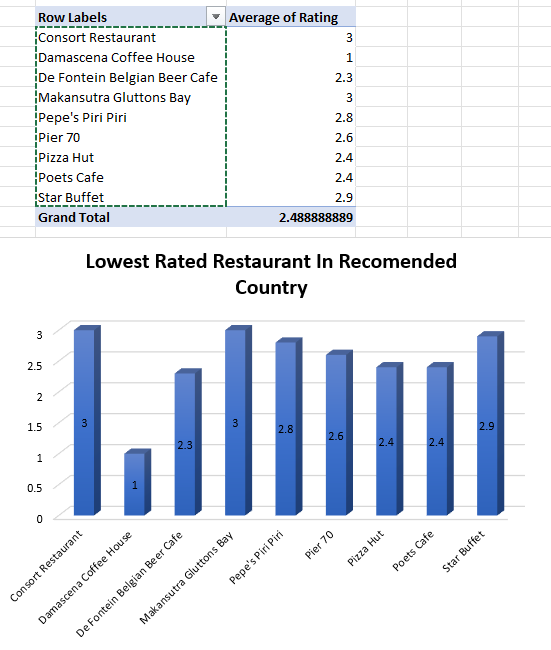 Row Labels Average of Rating
Consort Restaurant 3
Damascena Coffee House 1
De Fontein Belgian Beer Cafe 2.3
Makansutra Gluttons Bay 3
Pepe's Piri Piri 2.8
Pier 70 2.6
Pizza Hut 2.4
Poets Cafe 2.4
Star Buffet 2.9
Grand Total 2.488888889
Lowest Rated Restaurant In Recomended
Country
3
2.5
2
1.5
1
0.5
0
3
1
2.3
3
2.8
2.6
2.4
2.4
2.9
Consort Restaurant
Damascena Coffee House
De Fontein Belgian Beer Cafe
Makansutra Gluttons Bay
Pepe's Piri Piri
Pier 70
Pizza Hut
Poets Cafe
Star Buffet